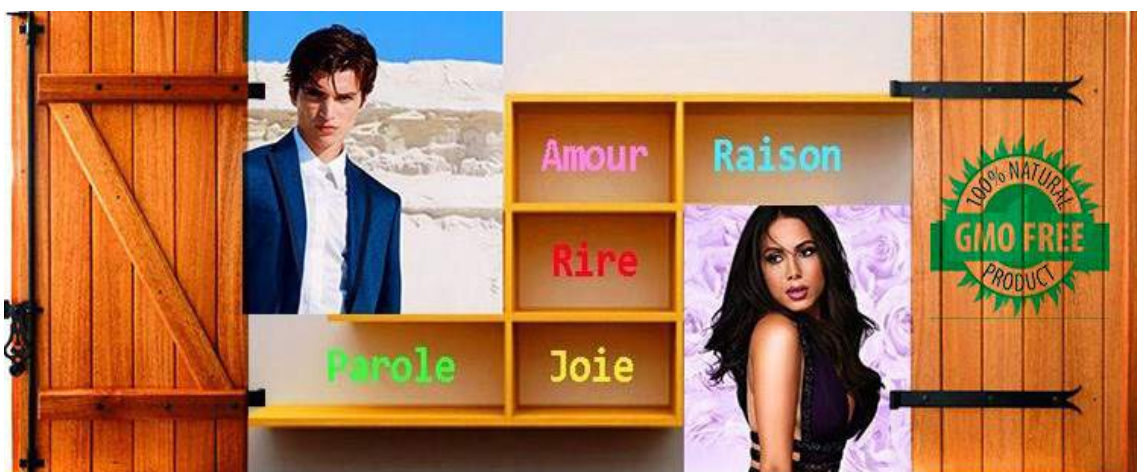 Amour
Raison
Rire
Parole
Joie
100% NATURAL
GMO FREE
PRODUCT